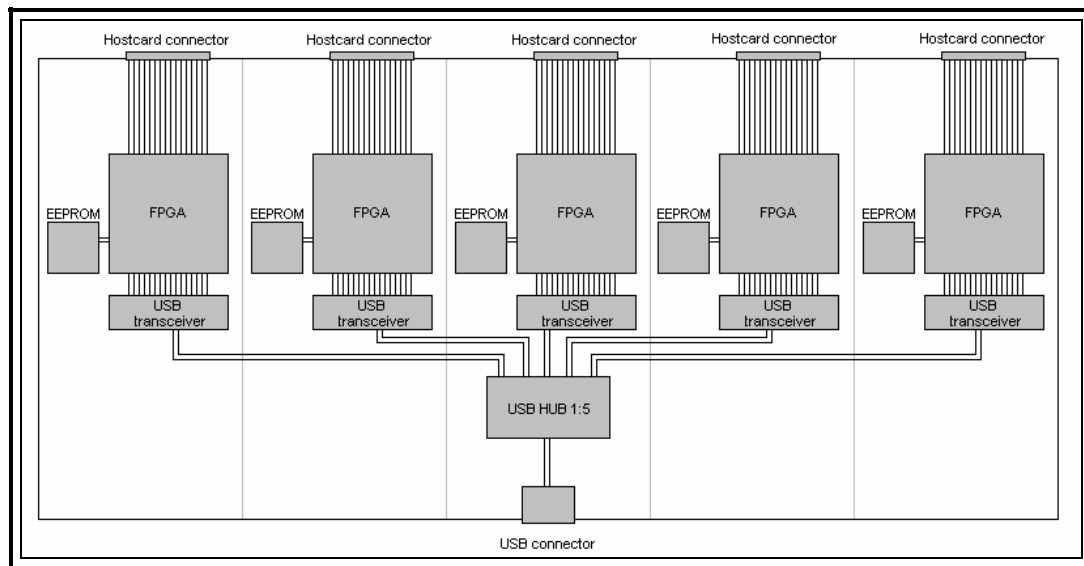 Hostcard connector
Hostcard connector
Hostcard connector
Hostcard connector
Hostcard connector
EEPROM
FPGA
EEPROM
FPGA
EEPROM
FPGA
EEPROM
FPGA
EEPROM
FPGA
USB
transceiver
USB
transceiver
USB
transceiver
USB
transceiver
USB
transceiver
USB HUB 1:5
USB connector